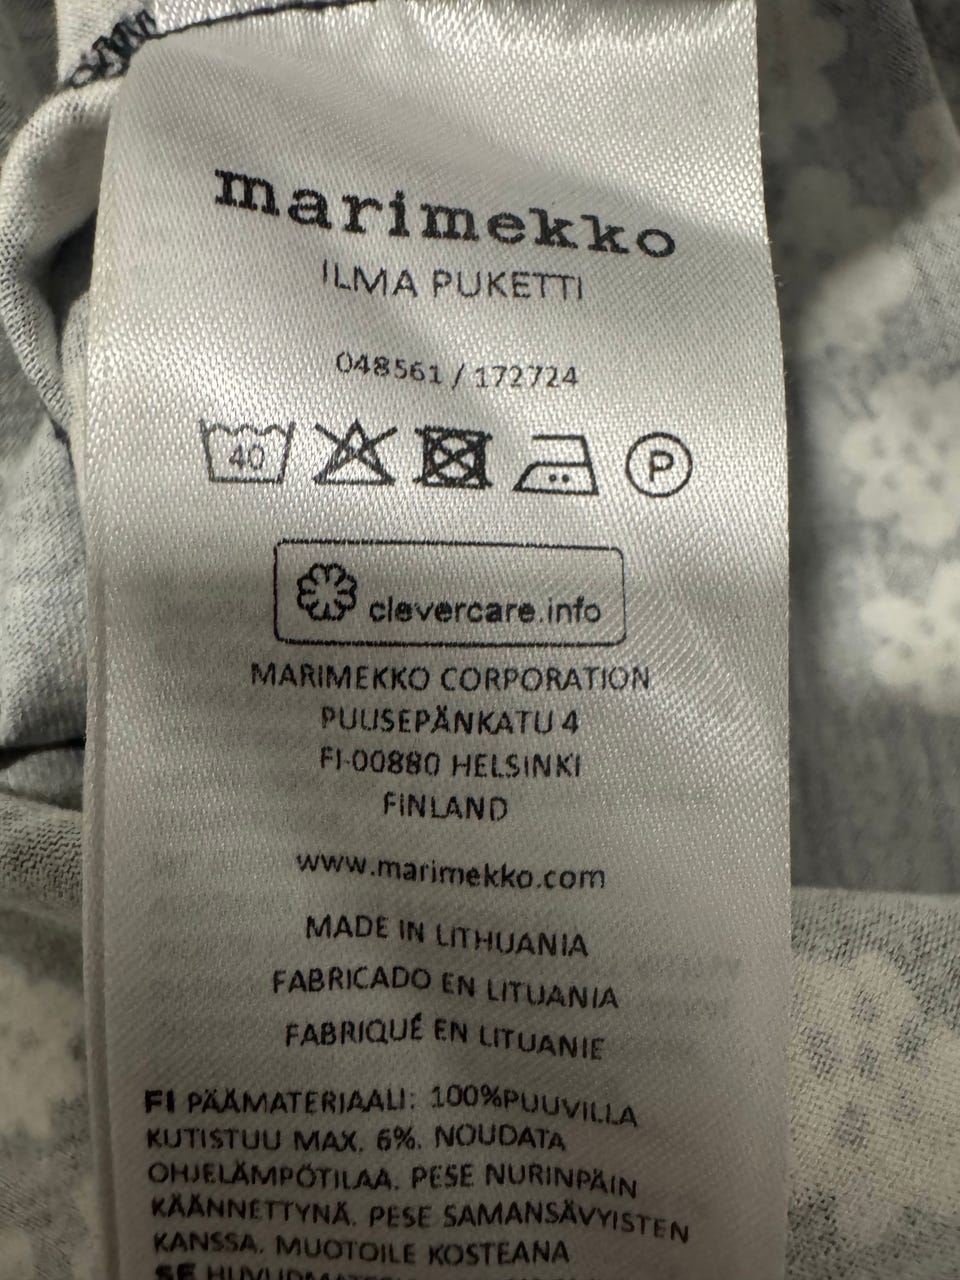 marimekko
ILMA PUKETTI
048561 / 172724
40 P
clevercare.info
MARIMEKKO CORPORATION
PUUSEPÄNKATU 4
FI-00880 HELSINKI
FINLAND
www.marimekko.com
MADE IN LITHUANIA
FABRICADO EN LITUANIA
FABRIQUÉ EN LITUANIE
FI PÄÄMATERIAALI: 100%PUUVILLA
KUTISTUU MAX. 6%. NOUDATA
OHJELÄMPÖTILAA. PESE NURINPÄIN
KÄÄNNETTYNÄ. PESE SAMANSÄVYISTEN
KANSSA. MUOTOILE KOSTEANA
SE